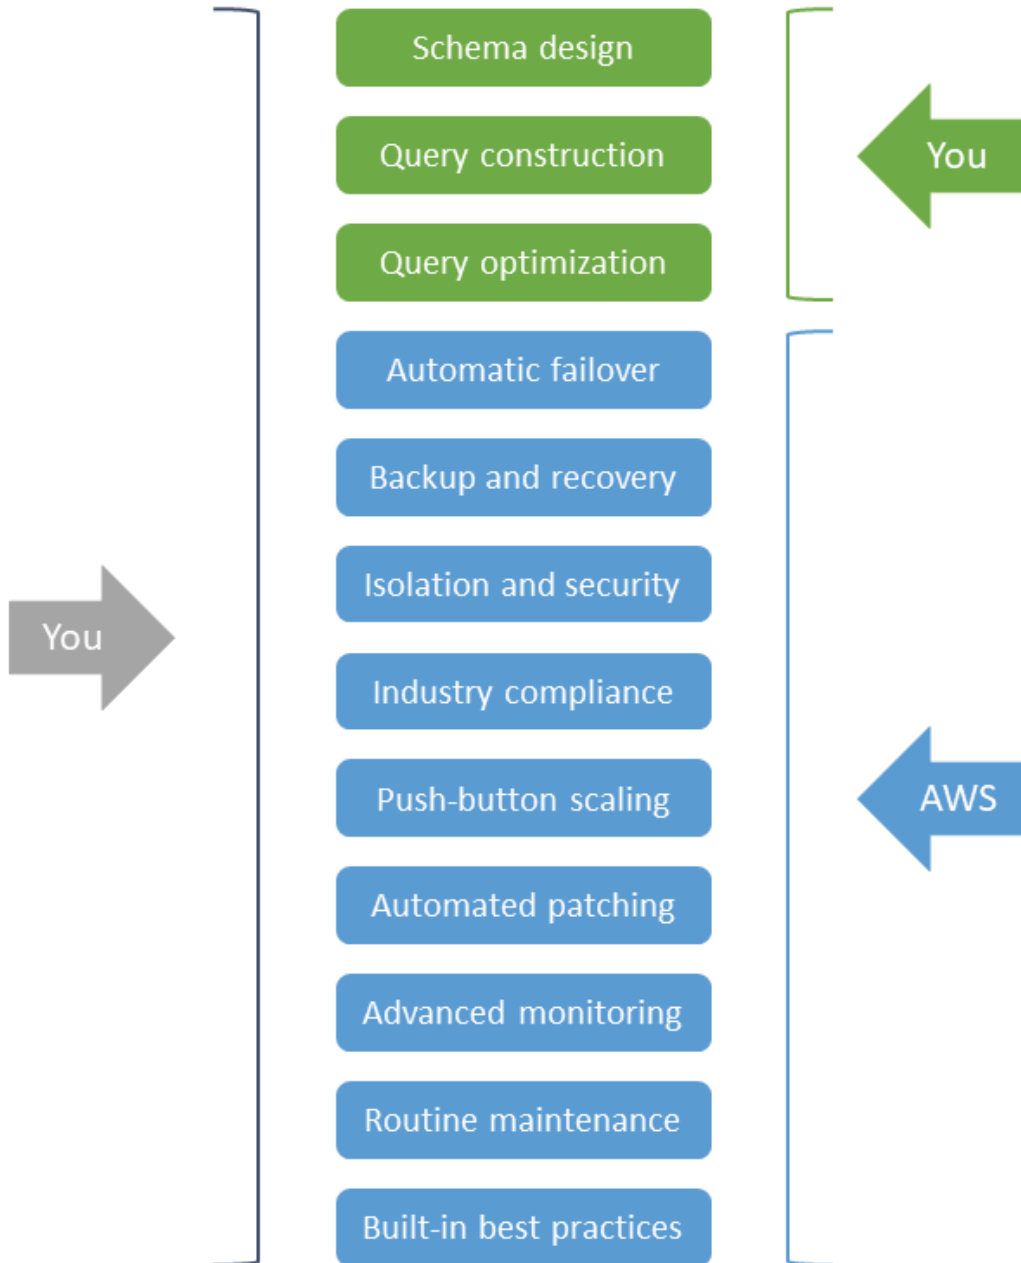 Schema design
Query construction
You
Query optimization
Automatic failover
Backup and recovery
Isolation and security
You
Industry compliance
Push-button scaling
AWS
Automated patching
Advanced monitoring
Routine maintenance
Built-in best practices